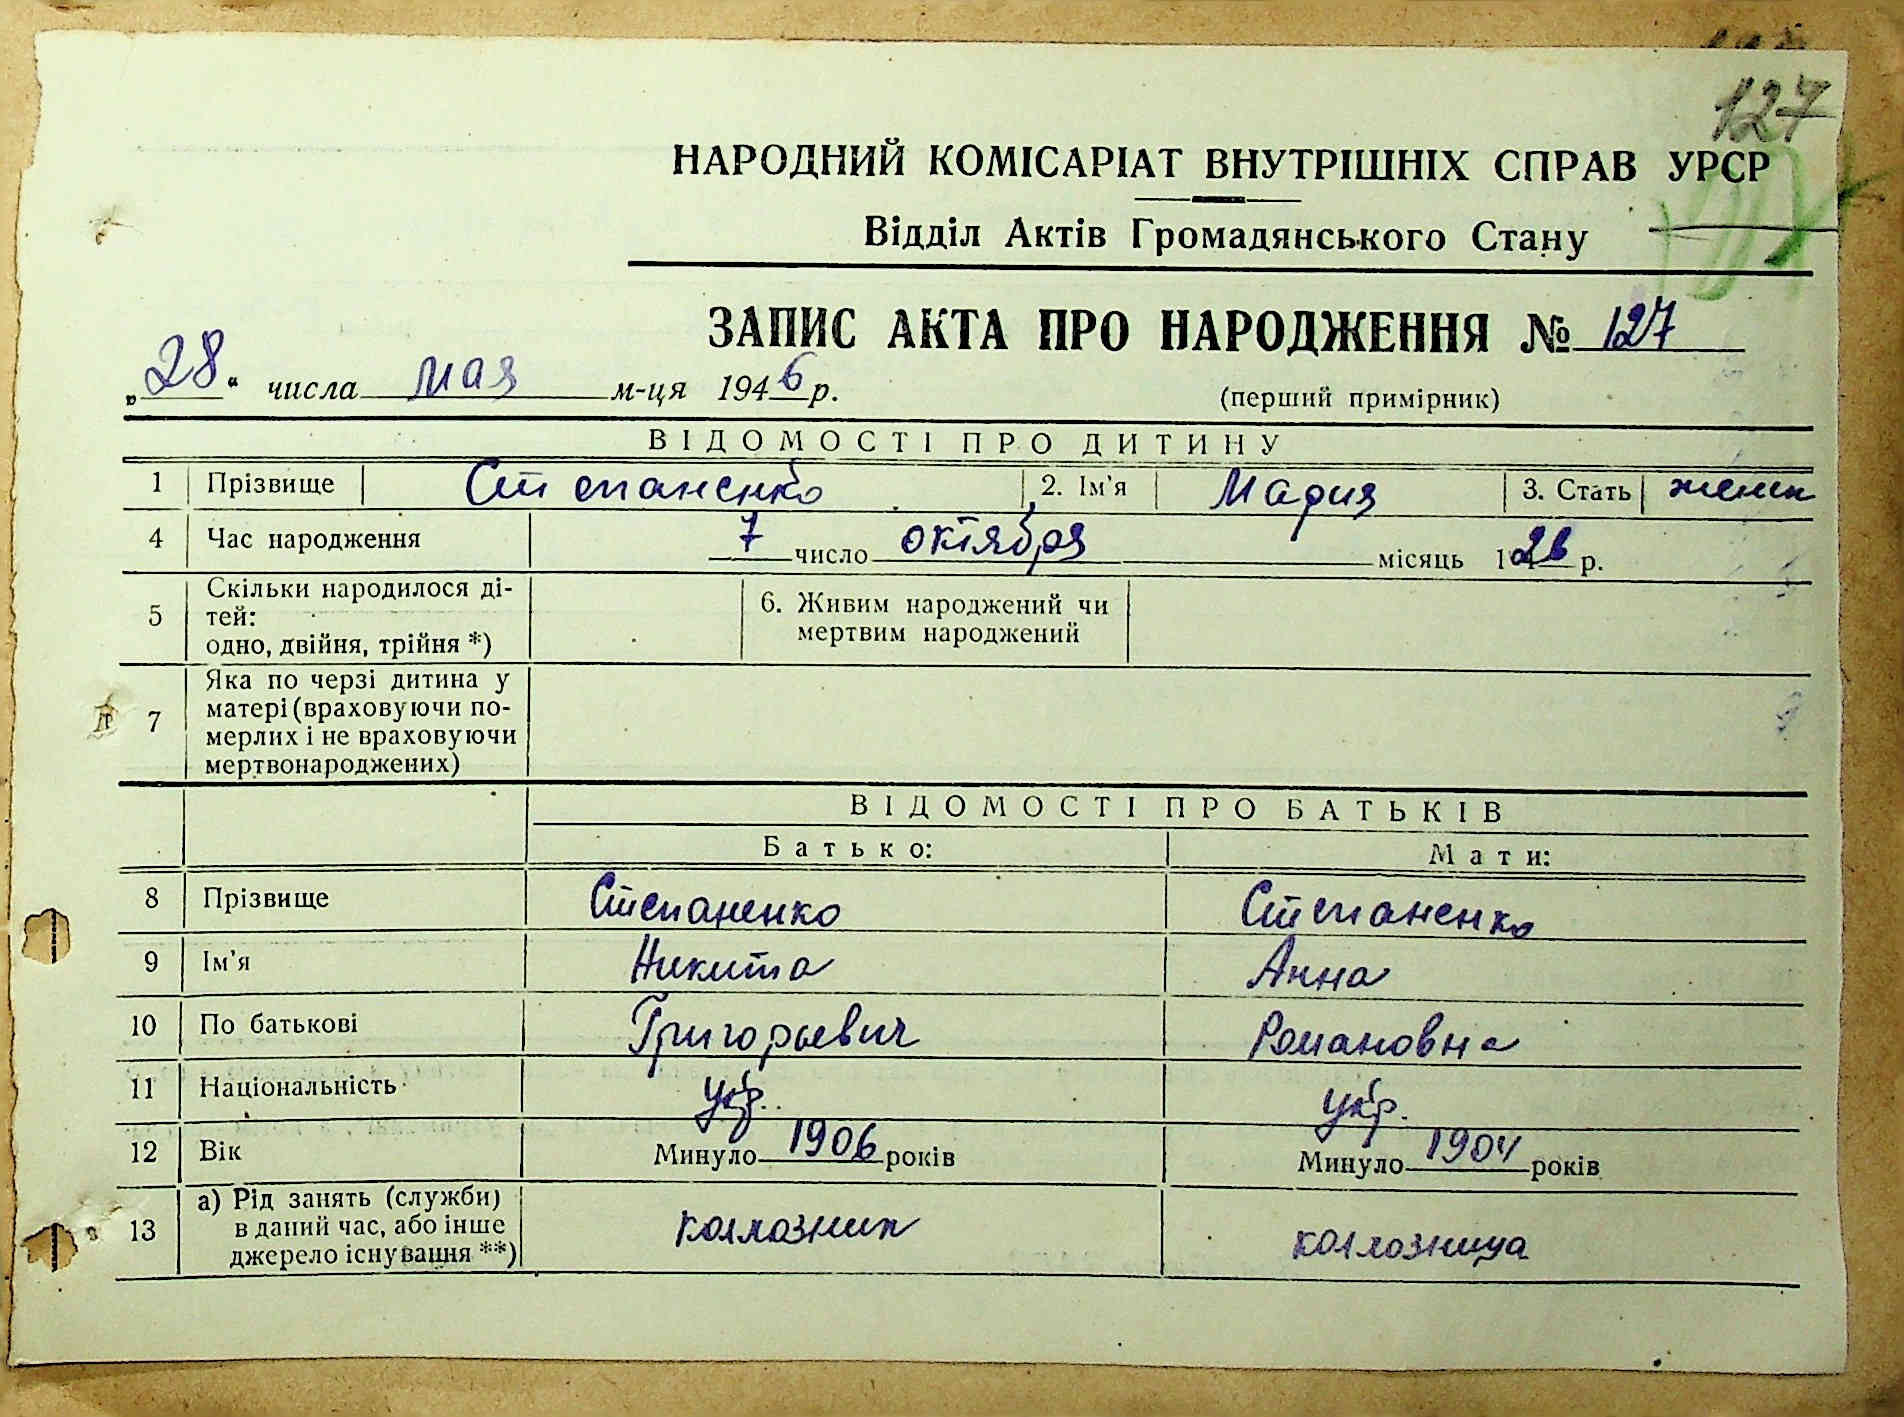 127
НАРОДНИЙ КОМІСАРІАТ ВНУТРІШНІХ СПРАВ УРСР
Відділ Актів Громадянського Стану
ЗАПИС АКТА ПРО НАРОДЖЕННЯ № 127
„28“ числа мая м-ця 1946 р. (перший примірник)
ВІДОМОСТІ ПРО ДИТИНУ
1 Прізвище Степаненко 2. Ім'я Мария 3. Стать женск
4 Час народження 7 число октября місяць 1926 р.
5 Скільки народилося ді-
тей:
одно, двійня, трійня *)
6. Живим народжений чи
мертвим народжений
7 Яка по черзі дитина у
матері (враховуючи по-
мерлих і не враховуючи
мертвонароджених)
ВІДОМОСТІ ПРО БАТЬКІВ
Батько: Мати:
8 Прізвище Степаненко Степаненко
9 Ім'я Никита Анна
10 По батькові Григорьевич Романовна
11 Національність укр. укр.
12 Вік Минуло 1906 років Минуло 1904 років
13 а) Рід занять (служби)
в даний час, або інше
джерело існування **)
колхозник колхозница